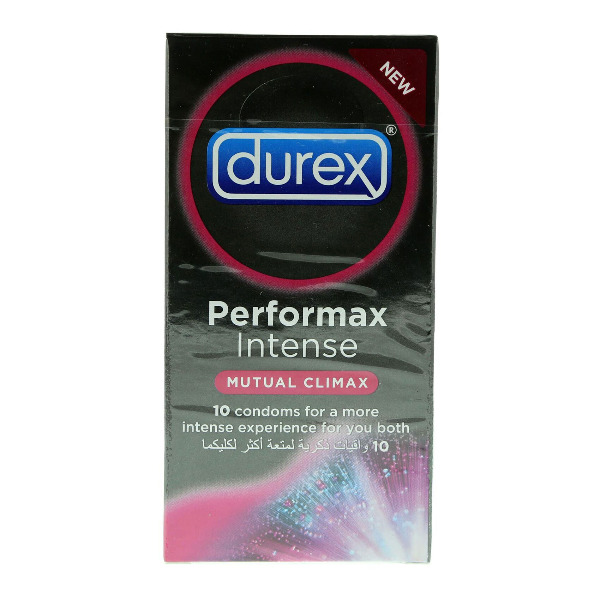 NEW
durex®
Performax
Intense
MUTUAL CLIMAX
10 condoms for a more
intense experience for you both
10 واقيات ذكرية لمتعة أكثر لكليكما